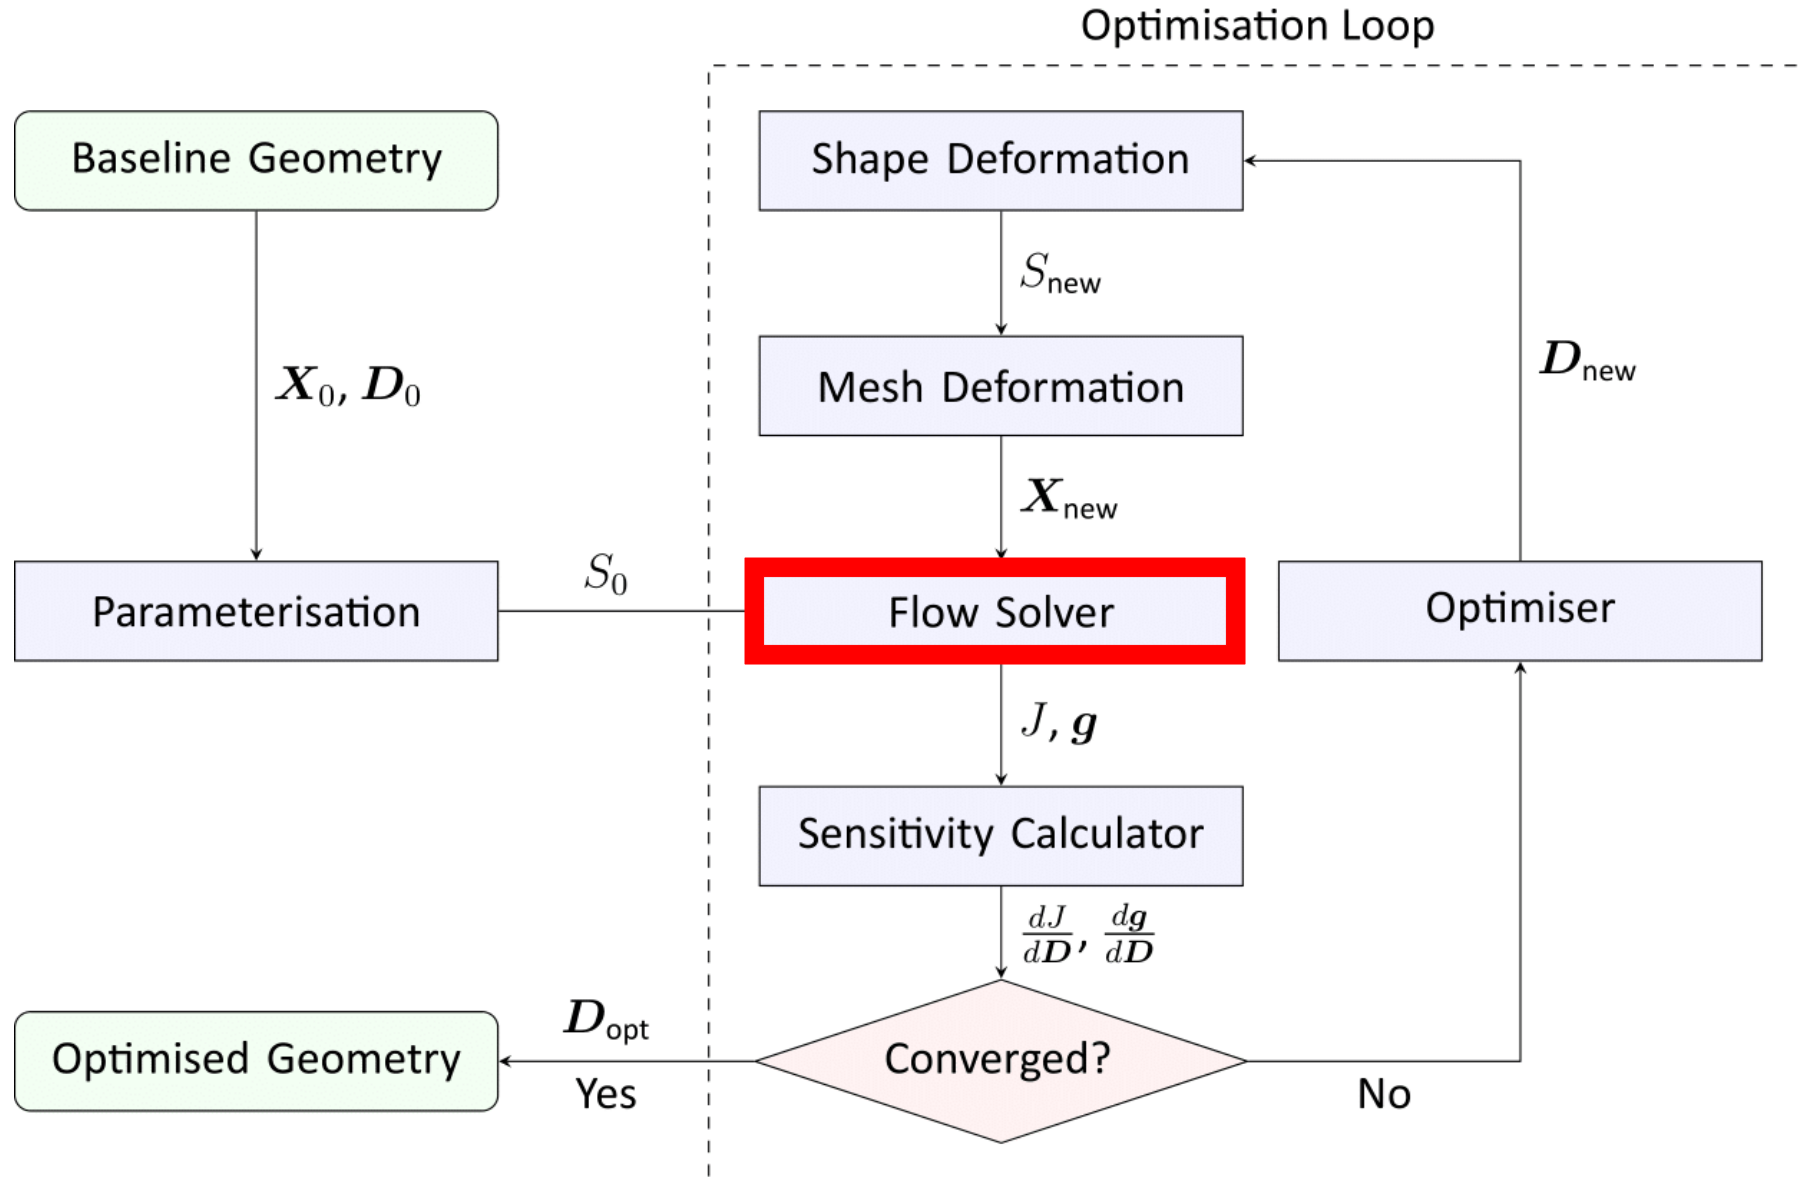 Optimisation Loop
Baseline Geometry
Shape Deformation
S_new
Mesh Deformation
X_0, D_0
D_new
X_new
Parameterisation
S_0
Flow Solver
Optimiser
J, g
Sensitivity Calculator
dJ/dD, dg/dD
Optimised Geometry
D_opt
Yes
Converged?
No